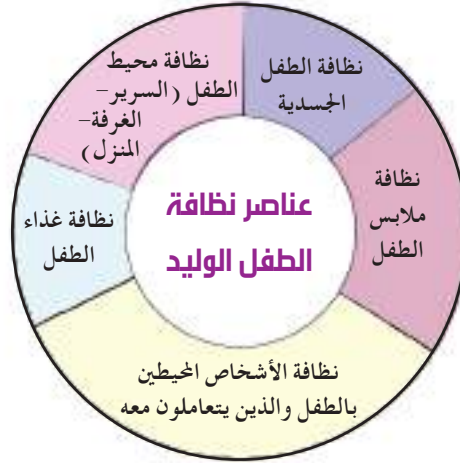 عناصر نظافة
الطفل الوليد
نظافة الطفل
الجسدية
نظافة
ملابس
الطفل
نظافة الأشخاص المحيطين
بالطفل والذين يتعاملون معه
نظافة غذاء
الطفل
نظافة محيط
الطفل (السرير-
الغرفة-
المنزل)